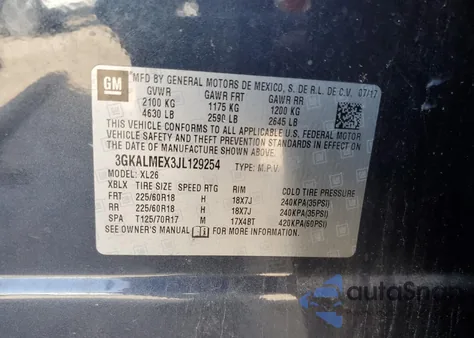 GM
MFD BY GENERAL MOTORS DE MEXICO, S. DE R.L. DE C.V. 07/17
GVWR GAWR FRT GAWR RR
2100 KG 1175 KG 1200 KG
4630 LB 2590 LB 2645 LB
THIS VEHICLE CONFORMS TO ALL APPLICABLE U.S. FEDERAL MOTOR
VEHICLE SAFETY AND THEFT PREVENTION STANDARDS IN EFFECT ON
THE DATE OF MANUFACTURE SHOWN ABOVE.
3GKALMEX3JL129254 TYPE: M.P.V.
MODEL: XL26
XBLX TIRE SIZE SPEED RTG RIM COLD TIRE PRESSURE
FRT 225/60R18 H 18X7J 240KPA(35PSI)
RR 225/60R18 H 18X7J 240KPA(35PSI)
SPA T125/70R17 M 17X4BT 420KPA(60PSI)
SEE OWNER'S MANUAL FOR MORE INFORMATION.
autoSnap